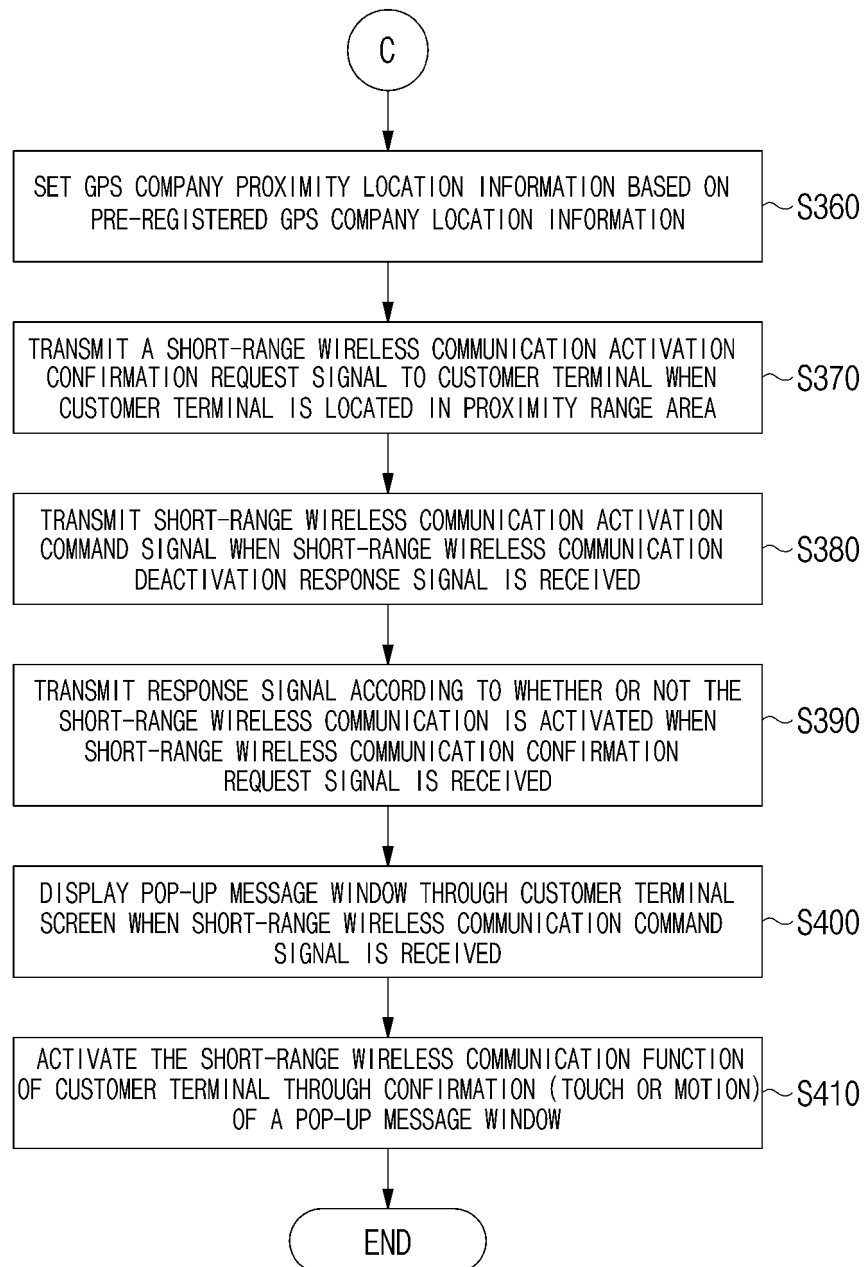 C
SET GPS COMPANY PROXIMITY LOCATION INFORMATION BASED ON
PRE-REGISTERED GPS COMPANY LOCATION INFORMATION
S360
TRANSMIT A SHORT-RANGE WIRELESS COMMUNICATION ACTIVATION
CONFIRMATION REQUEST SIGNAL TO CUSTOMER TERMINAL WHEN
CUSTOMER TERMINAL IS LOCATED IN PROXIMITY RANGE AREA
S370
TRANSMIT SHORT-RANGE WIRELESS COMMUNICATION ACTIVATION
COMMAND SIGNAL WHEN SHORT-RANGE WIRELESS COMMUNICATION
DEACTIVATION RESPONSE SIGNAL IS RECEIVED
S380
TRANSMIT RESPONSE SIGNAL ACCORDING TO WHETHER OR NOT THE
SHORT-RANGE WIRELESS COMMUNICATION IS ACTIVATED WHEN
SHORT-RANGE WIRELESS COMMUNICATION CONFIRMATION
REQUEST SIGNAL IS RECEIVED
S390
DISPLAY POP-UP MESSAGE WINDOW THROUGH CUSTOMER TERMINAL
SCREEN WHEN SHORT-RANGE WIRELESS COMMUNICATION COMMAND
SIGNAL IS RECEIVED
S400
ACTIVATE THE SHORT-RANGE WIRELESS COMMUNICATION FUNCTION
OF CUSTOMER TERMINAL THROUGH CONFIRMATION (TOUCH OR MOTION)
OF A POP-UP MESSAGE WINDOW
S410
END